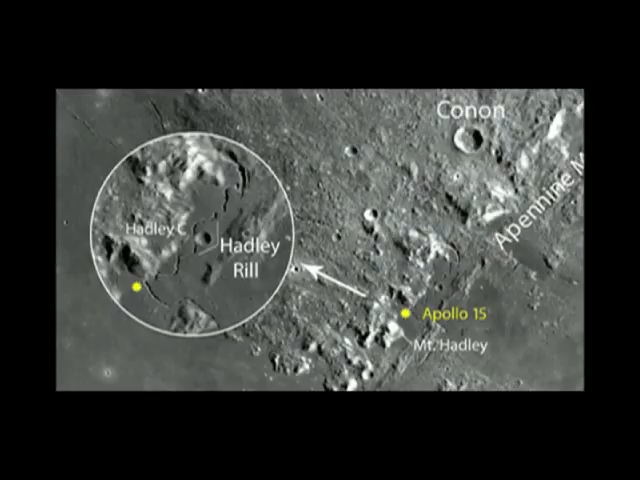 Conon
Apennine M
Hadley C
Hadley
Rill
Apollo 15
Mt. Hadley